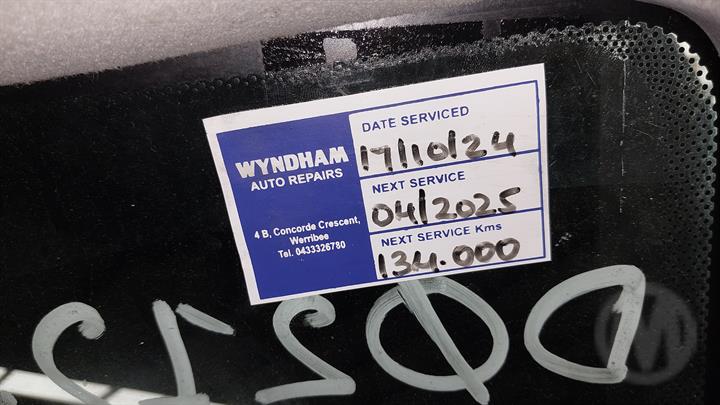 WYNDHAM
AUTO REPAIRS
4 B, Concorde Crescent,
Werribee
Tel. 0433326780
DATE SERVICED
17/10/24
NEXT SERVICE
04/2025
NEXT SERVICE Kms
134.000